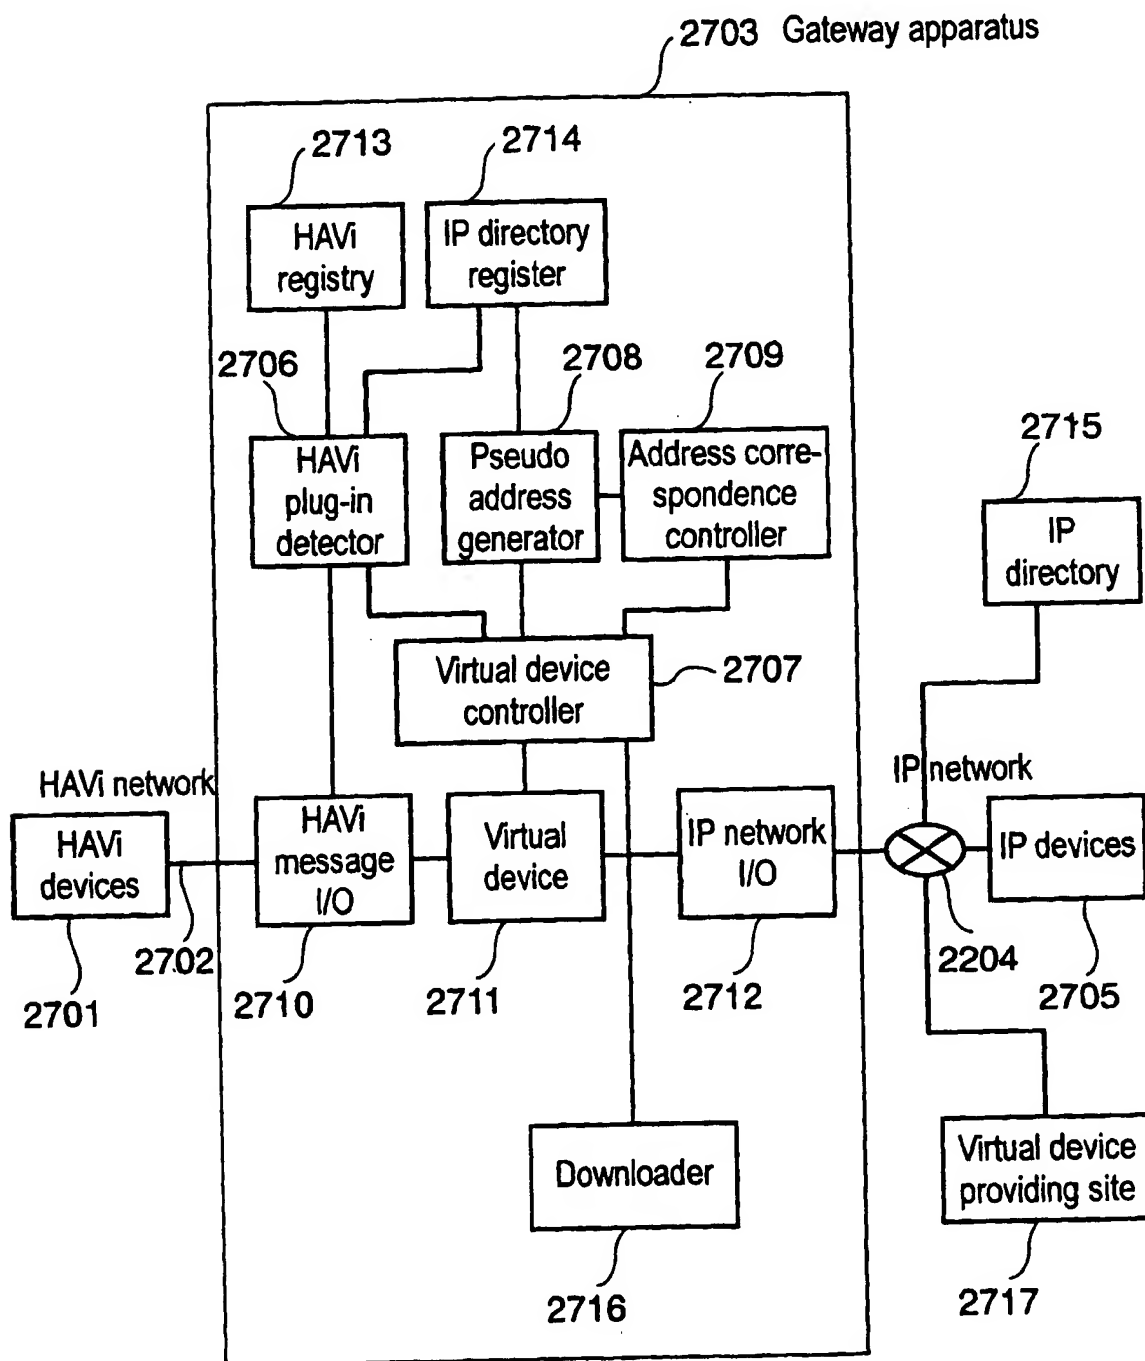 2703 Gateway apparatus
2713
2714
HAVi
registry
IP directory
register
2706
2708
2709
HAVi
plug-in
detector
Pseudo
address
generator
Address corre-
spondence
controller
2715
IP
directory
Virtual device
controller
2707
HAVi network
HAVi
devices
HAVi
message
I/O
Virtual
device
IP network
I/O
IP network
IP devices
2702
2701
2710
2711
2712
2204
2705
Downloader
2716
Virtual device
providing site
2717